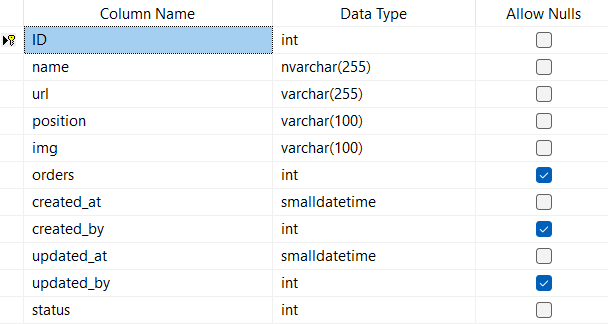 Column Name Data Type Allow Nulls
ID int
name nvarchar(255)
url varchar(255)
position varchar(100)
img varchar(100)
orders int
created_at smalldatetime
created_by int
updated_at smalldatetime
updated_by int
status int